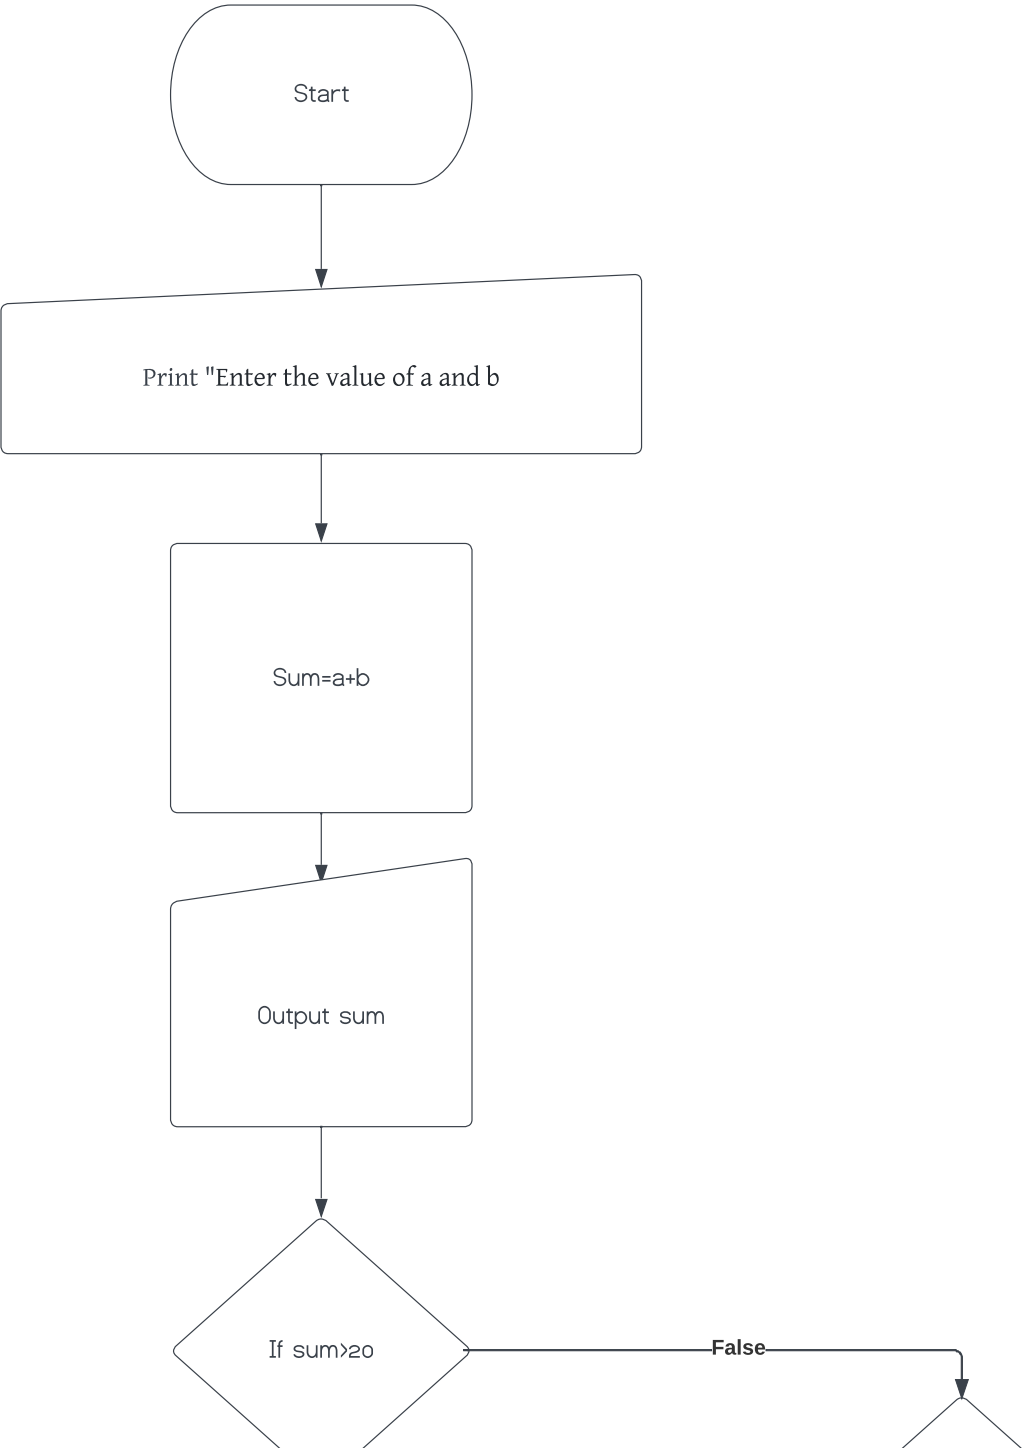 Start
Print "Enter the value of a and b
Sum=a+b
Output sum
If sum>20
False